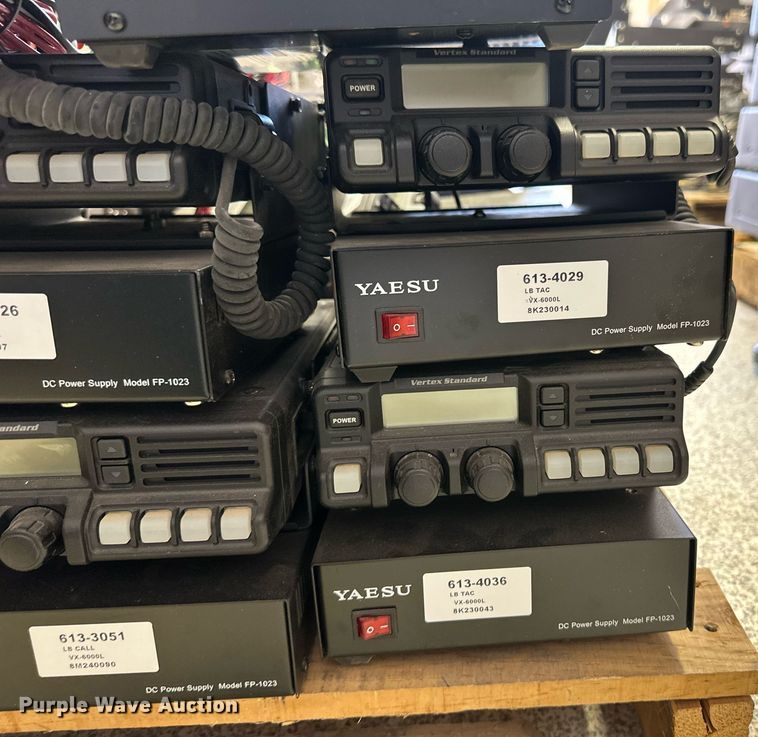 Vertex Standard
POWER
YAESU
613-4029
LB TAC
VX-6000L
8K230014
DC Power Supply Model FP-1023
26
37
DC Power Supply Model FP-1023
Vertex Standard
POWER
andard
YAESU
613-4036
LB TAC
VX-6000L
8K230043
DC Power Supply Model FP-1023
613-3051
LB CALL
VX-6000L
8M240090
DC Power Supply Model FP-1023
Purple Wave Auction